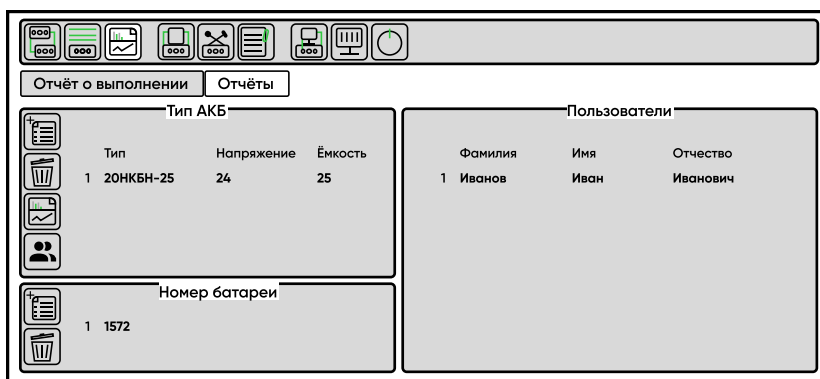 Отчёт о выполнении Отчёты
Тип АКБ
Тип Напряжение Ёмкость
1 20НКБН-25 24 25
Номер батареи
1 1572
Пользователи
Фамилия Имя Отчество
1 Иванов Иван Иванович